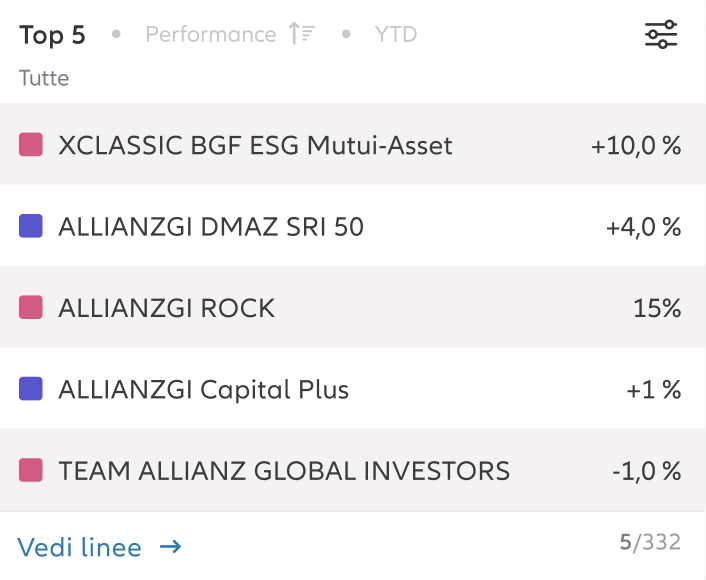 Top 5 • Performance • YTD
Tutte
XCLASSIC BGF ESG Mutui-Asset +10,0 %
ALLIANZGI DMAZ SRI 50 +4,0 %
ALLIANZGI ROCK 15%
ALLIANZGI Capital Plus +1 %
TEAM ALLIANZ GLOBAL INVESTORS -1,0 %
Vedi linee → 5/332